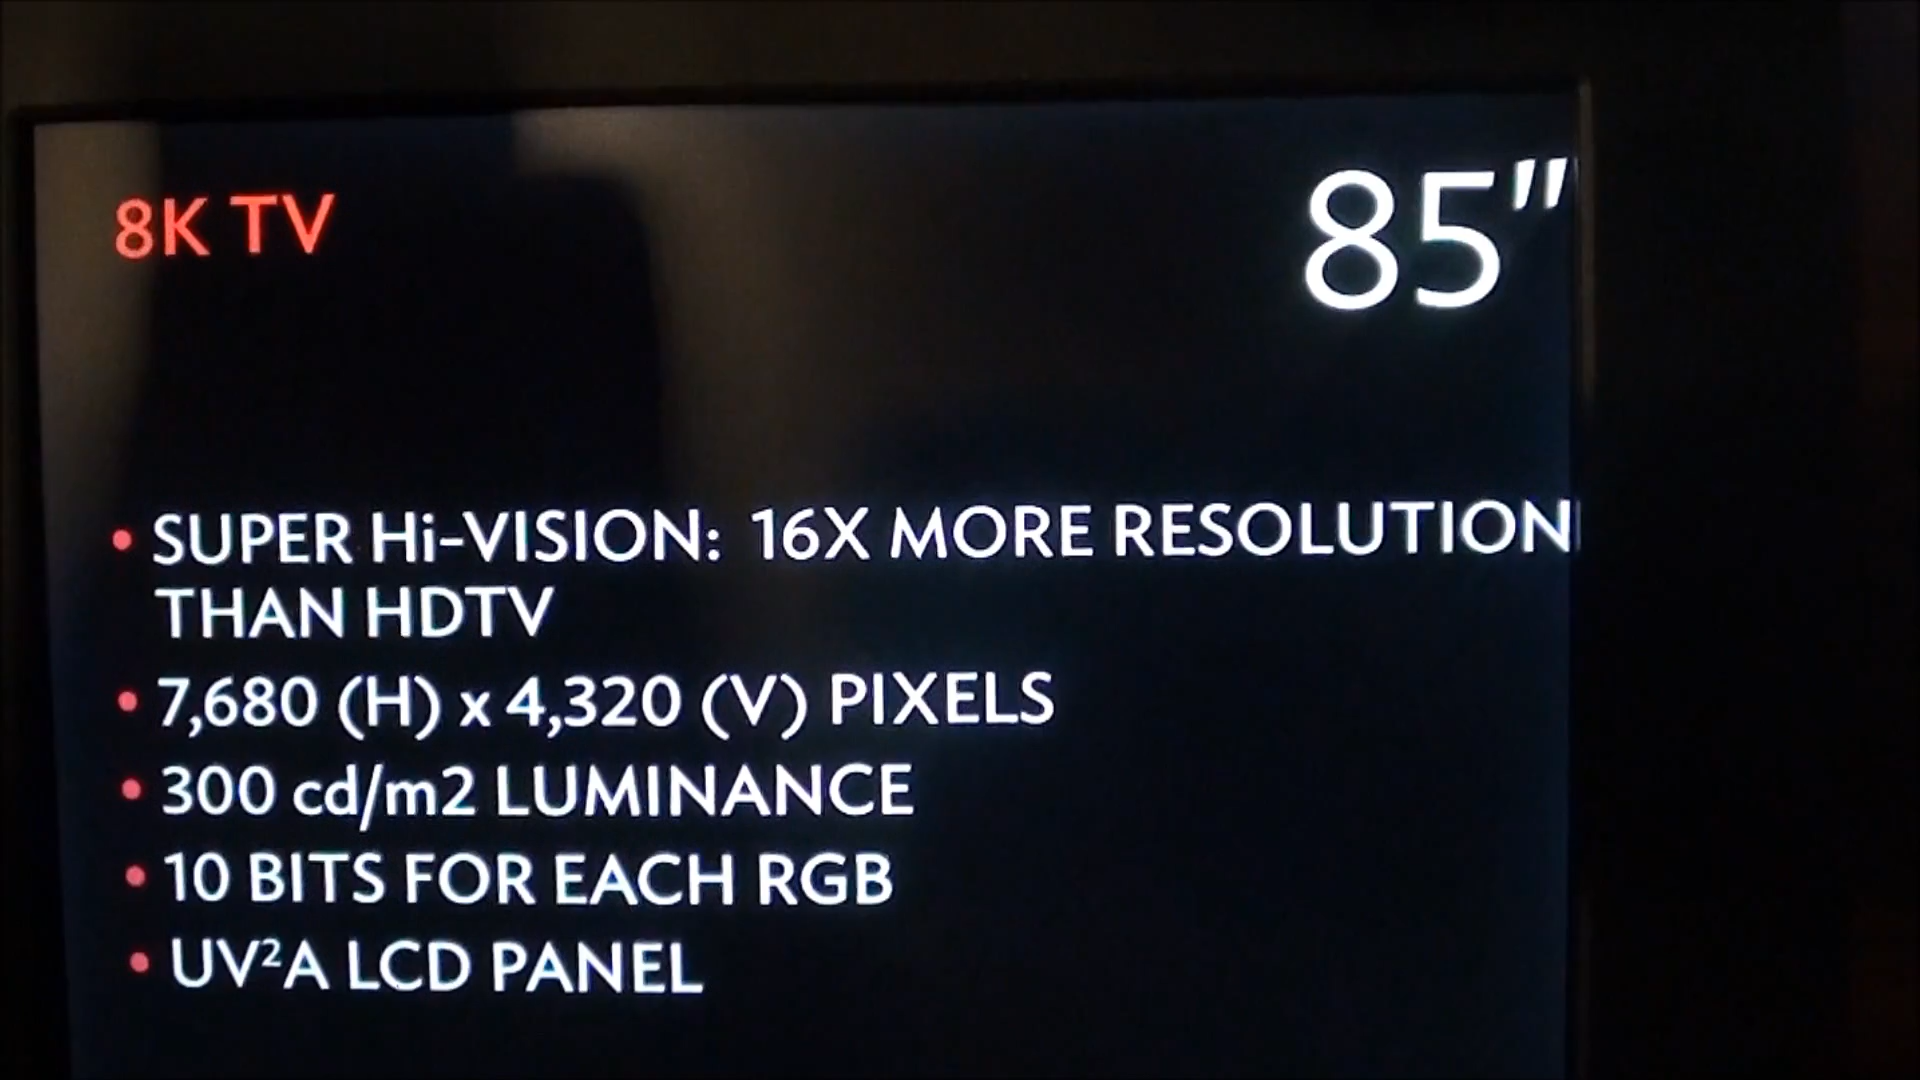 8K TV
85"
• SUPER Hi-VISION: 16X MORE RESOLUTION
THAN HDTV
• 7,680 (H) x 4,320 (V) PIXELS
• 300 cd/m2 LUMINANCE
• 10 BITS FOR EACH RGB
• UV²A LCD PANEL